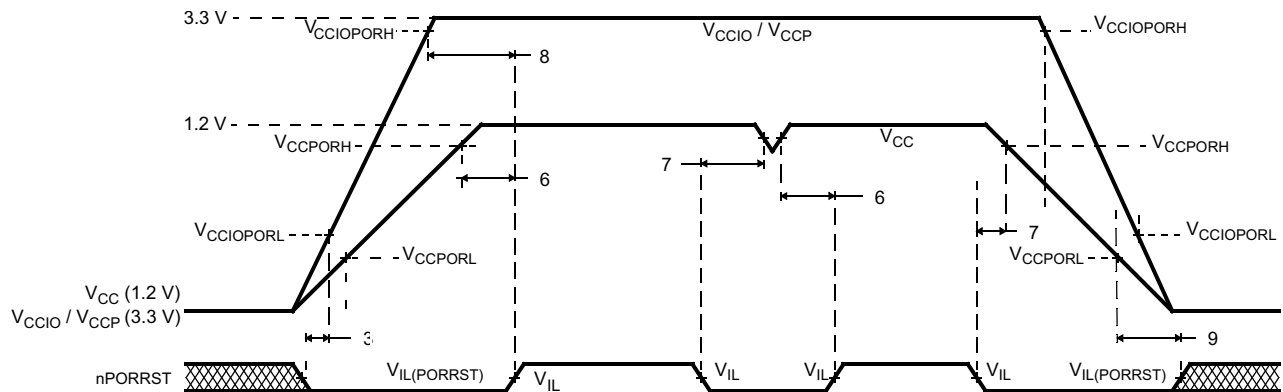 3.3 V
VCCIOPORH
VCCIO / VCCP
VCCIOPORH
8
1.2 V
VCCPORH
VCC
VCCPORH
7
6
6
7
VCCIOPORL
VCCPORL
VCCPORL
VCCIOPORL
VCC (1.2 V)
VCCIO / VCCP (3.3 V)
3
9
nPORRST
VIL(PORRST)
VIL
VIL
VIL
VIL
VIL(PORRST)